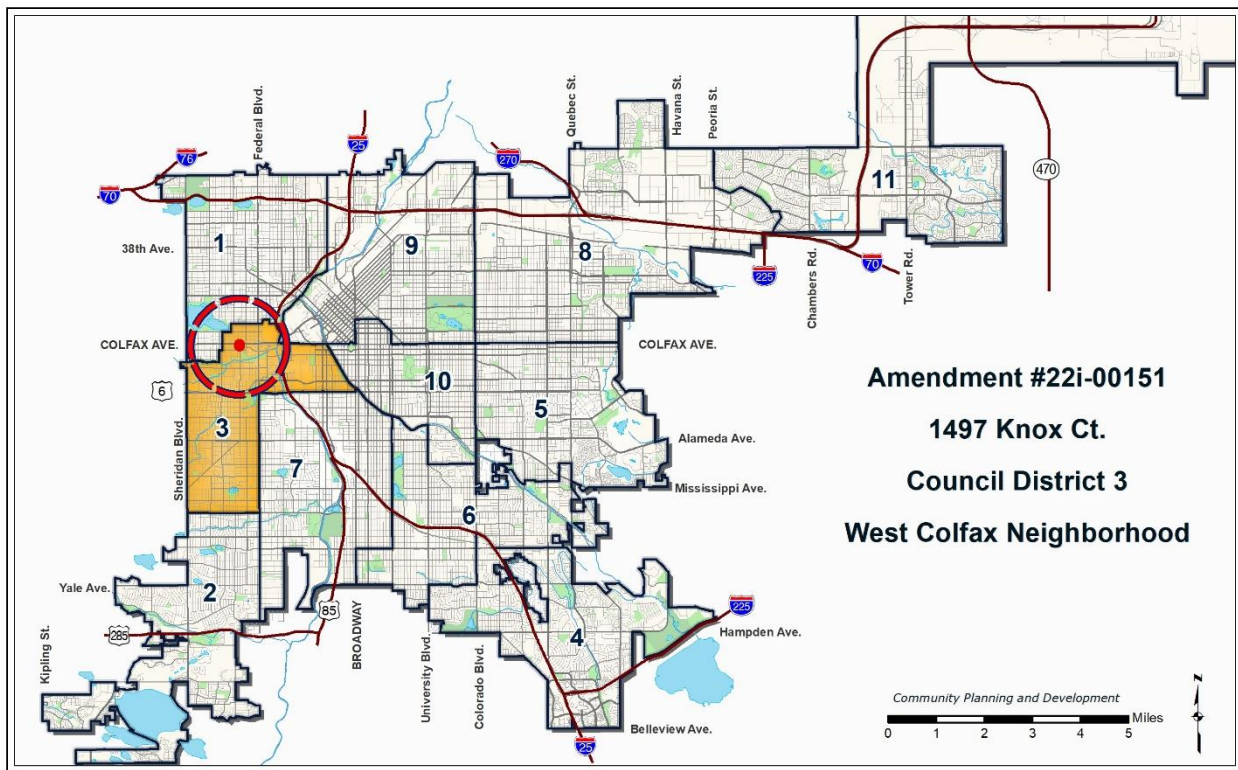 Federal Blvd.
Quebec St.
Havana St.
Peoria St.
76
25
270
70
470
11
38th Ave.
1
9
8
225
Chambers Rd.
70
Tower Rd.
COLFAX AVE.
COLFAX AVE.
6
10
5
Amendment #22i-00151
1497 Knox Ct.
Council District 3
West Colfax Neighborhood
Sheridan Blvd.
3
7
Alameda Ave.
Mississippi Ave.
6
Yale Ave.
2
85
BROADWAY
285
University Blvd.
Colorado Blvd.
4
225
Hampden Ave.
Kipling St.
25
Belleview Ave.
Community Planning and Development
Miles
0 1 2 3 4 5
N